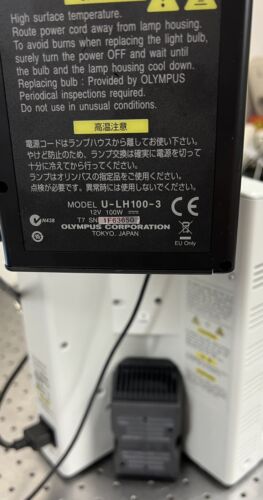 High surface temperature.
Route power cord away from lamp housing.
To avoid burns when replacing the light bulb,
surely turn the power OFF and wait until
the bulb and the lamp housing cool down.
Replacing bulb : Provided by OLYMPUS
Periodical inspections required.
Do not use in unusual conditions.
高温注意
電源コードはランプハウスから離してお使い下さい。
やけど防止のため、ランプ交換は確実に電源を切って
十分に冷えてから行ってください。
ランプはオリンパスの指定品をご使用ください。
点検が必要です。異常時には使用しないでください。
MODEL U-LH100-3
12V 100W
T7 SN 1F63650
OLYMPUS CORPORATION
TOKYO, JAPAN
N436
CE
EU Only